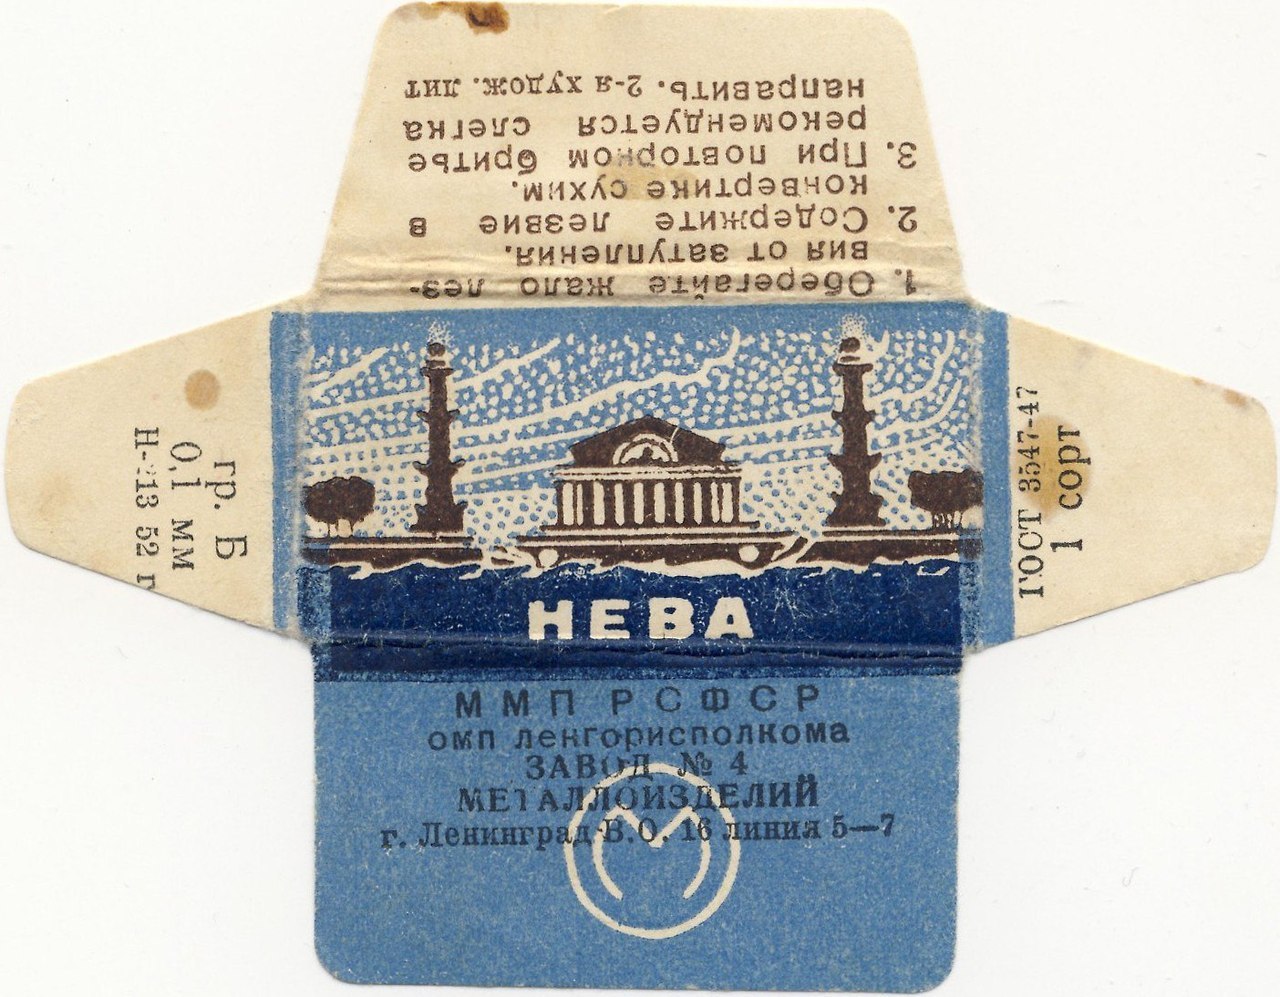 1. Оберегайте жало лез-
вия от затупления.
2. Содержите лезвие в
конвертике сухим.
3. При повторном бритье
рекомендуется слегка
направить. 2-я худож. лит
гр. Б
0,1 мм
Н-13 52 г
ГОСТ 3547-47
1 сорт
НЕВА
ММП РСФСР
омп ленгорисполкома
ЗАВОД № 4
МЕТАЛЛОИЗДЕЛИЙ
г. Ленинград В.О. 16 линия 5—7